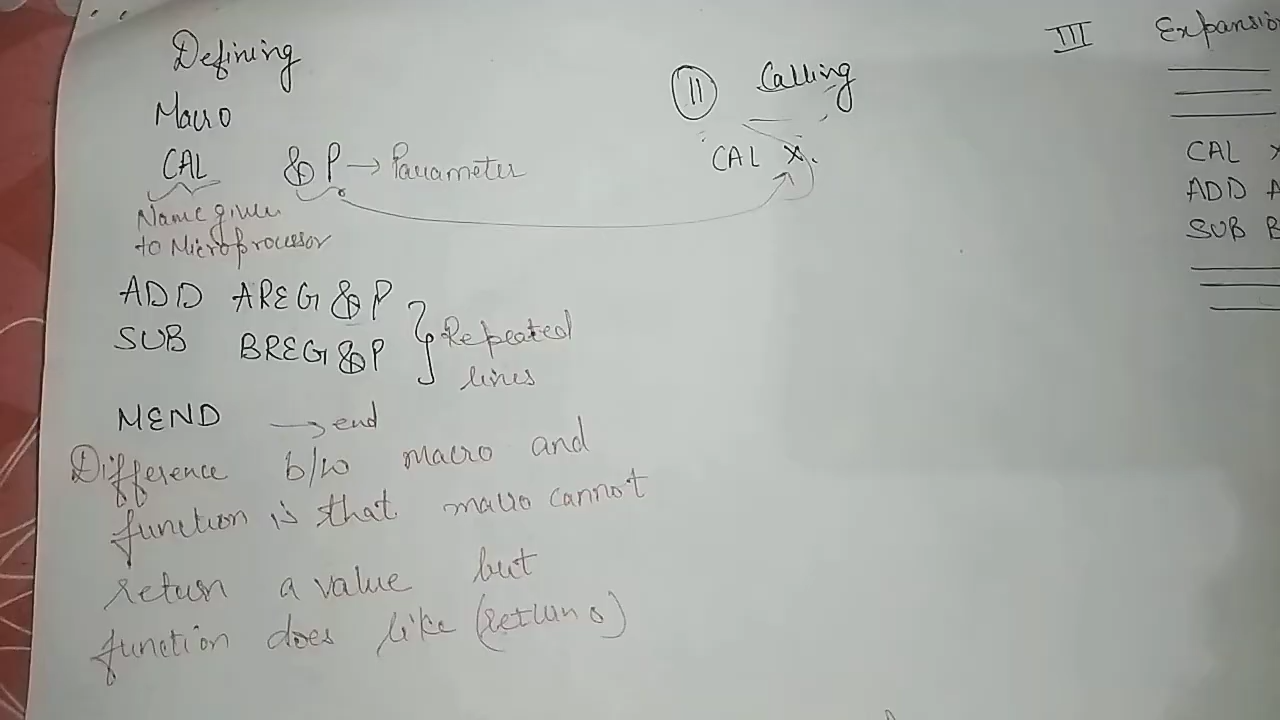 Defining
Macro
CAL &P → Parameter
Name given
to Microprocessor
ADD AREG &P
SUB BREG &P
Repeated
lines
MEND → end
Difference b/w macro and
function is that macro cannot
return a value but
function does like (return 0)
II Calling
CAL X.
III Expansio
CAL X
ADD A
SUB B